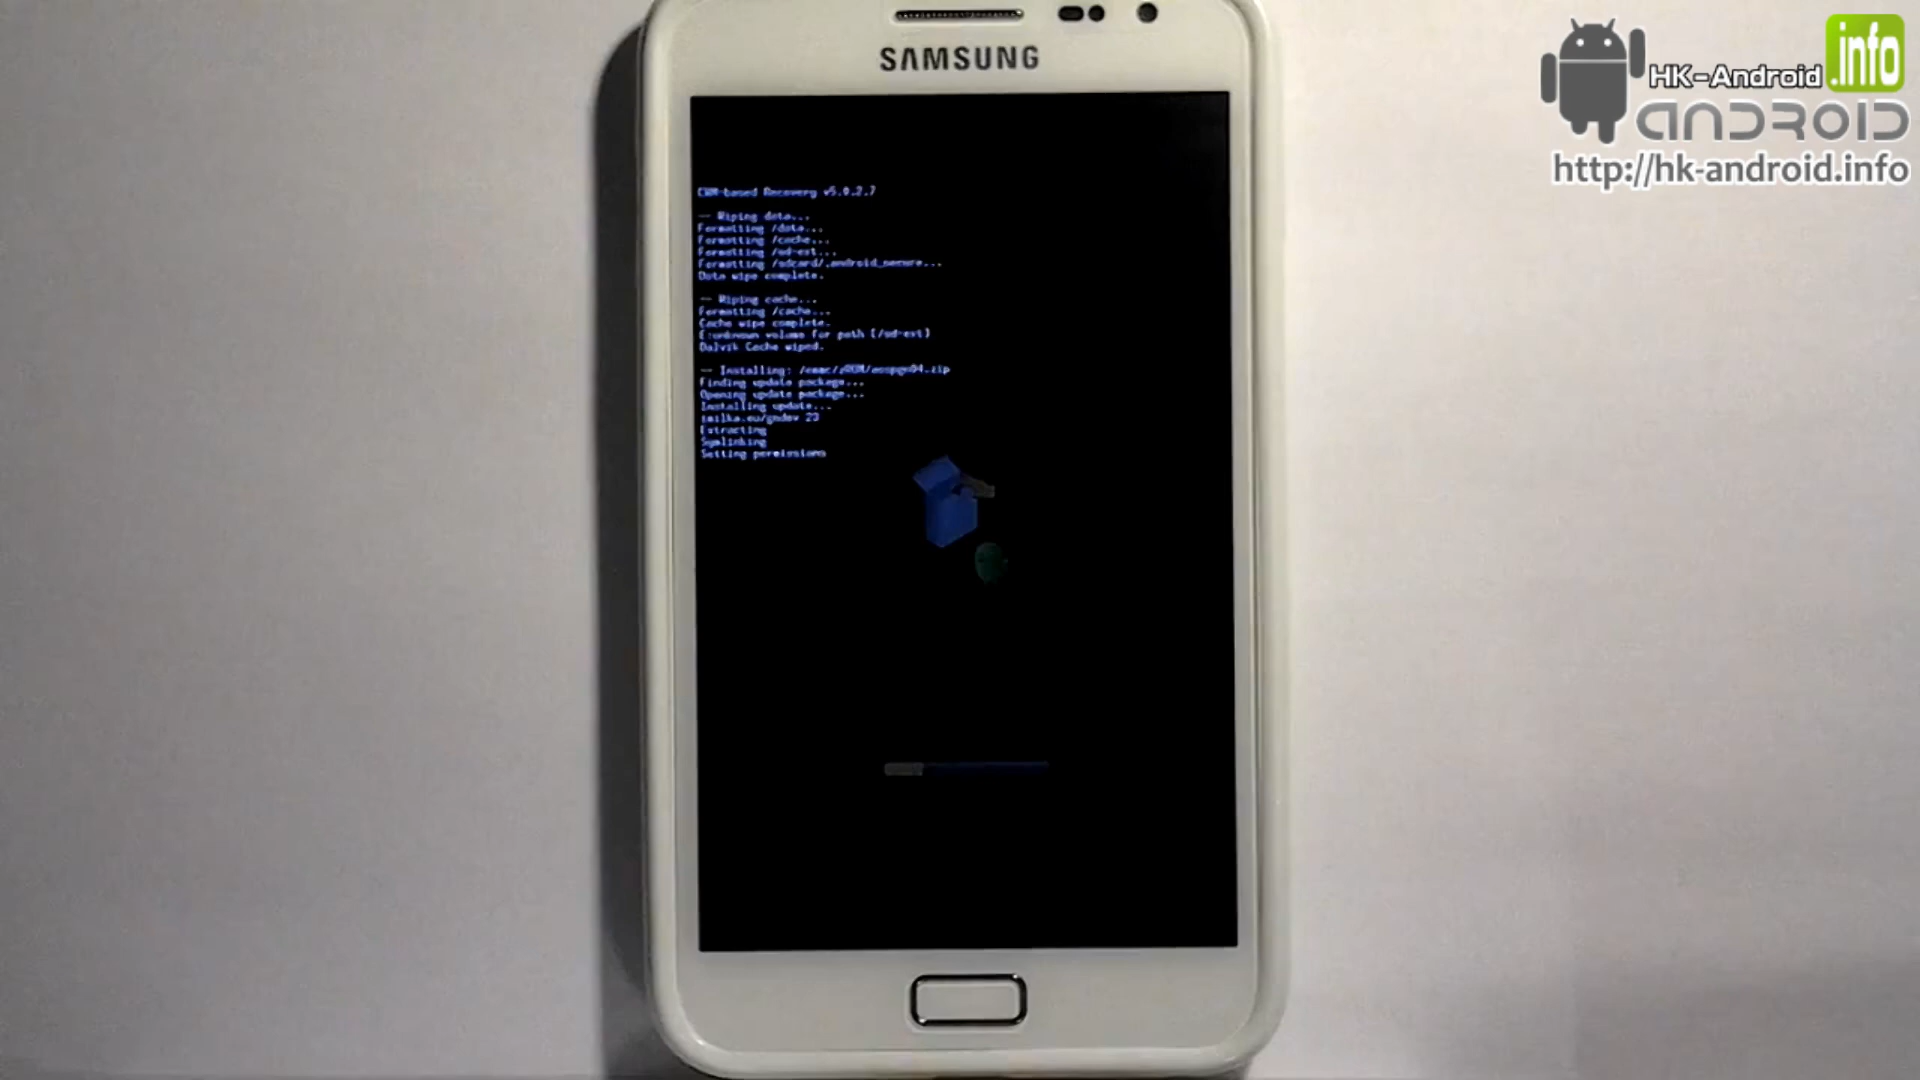 SAMSUNG
HK-Android .info
ANDROID
http://hk-android.info
CWM-based Recovery v5.0.2.7
-- Wiping data...
Formatting /data...
Formatting /cache...
Formatting /sd-ext...
Formatting /sdcard/.android_secure...
Data wipe complete.
-- Wiping cache...
Formatting /cache...
Cache wipe complete.
E:unknown volume for path [/sd-ext]
Dalvik Cache wiped.
-- Installing:
Finding update package...
Opening update package...
Installing update...
23
Extracting
Symlinking
Setting permissions